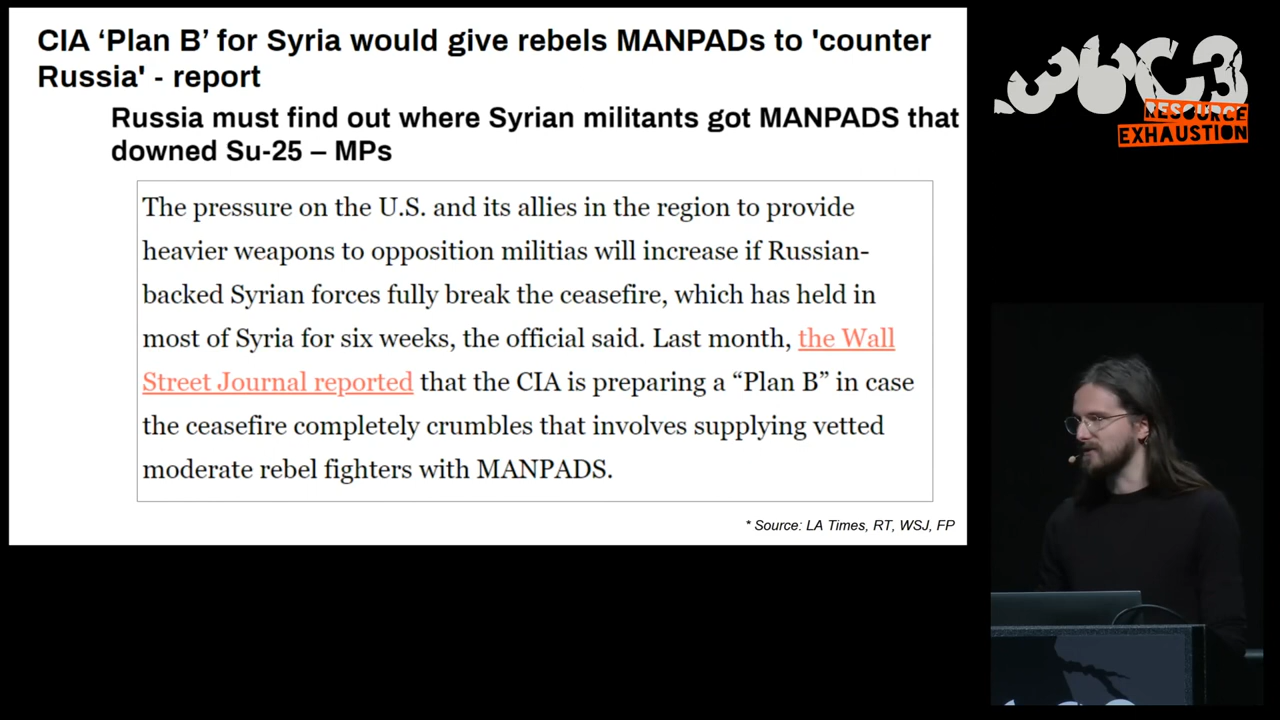 CIA ‘Plan B’ for Syria would give rebels MANPADs to 'counter
Russia' - report
Russia must find out where Syrian militants got MANPADS that
downed Su-25 – MPs
The pressure on the U.S. and its allies in the region to provide
heavier weapons to opposition militias will increase if Russian-
backed Syrian forces fully break the ceasefire, which has held in
most of Syria for six weeks, the official said. Last month, the Wall
Street Journal reported that the CIA is preparing a “Plan B” in case
the ceasefire completely crumbles that involves supplying vetted
moderate rebel fighters with MANPADS.
* Source: LA Times, RT, WSJ, FP
36C3
RESOURCE
EXHAUSTION